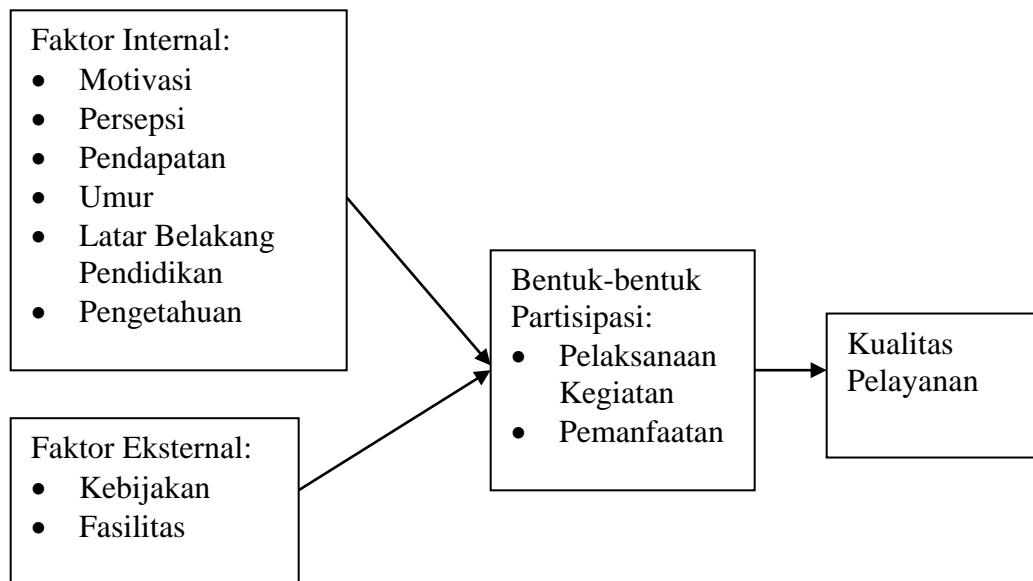 Faktor Internal:
• Motivasi
• Persepsi
• Pendapatan
• Umur
• Latar Belakang
Pendidikan
• Pengetahuan
Faktor Eksternal:
• Kebijakan
• Fasilitas
Bentuk-bentuk
Partisipasi:
• Pelaksanaan
Kegiatan
• Pemanfaatan
Kualitas
Pelayanan